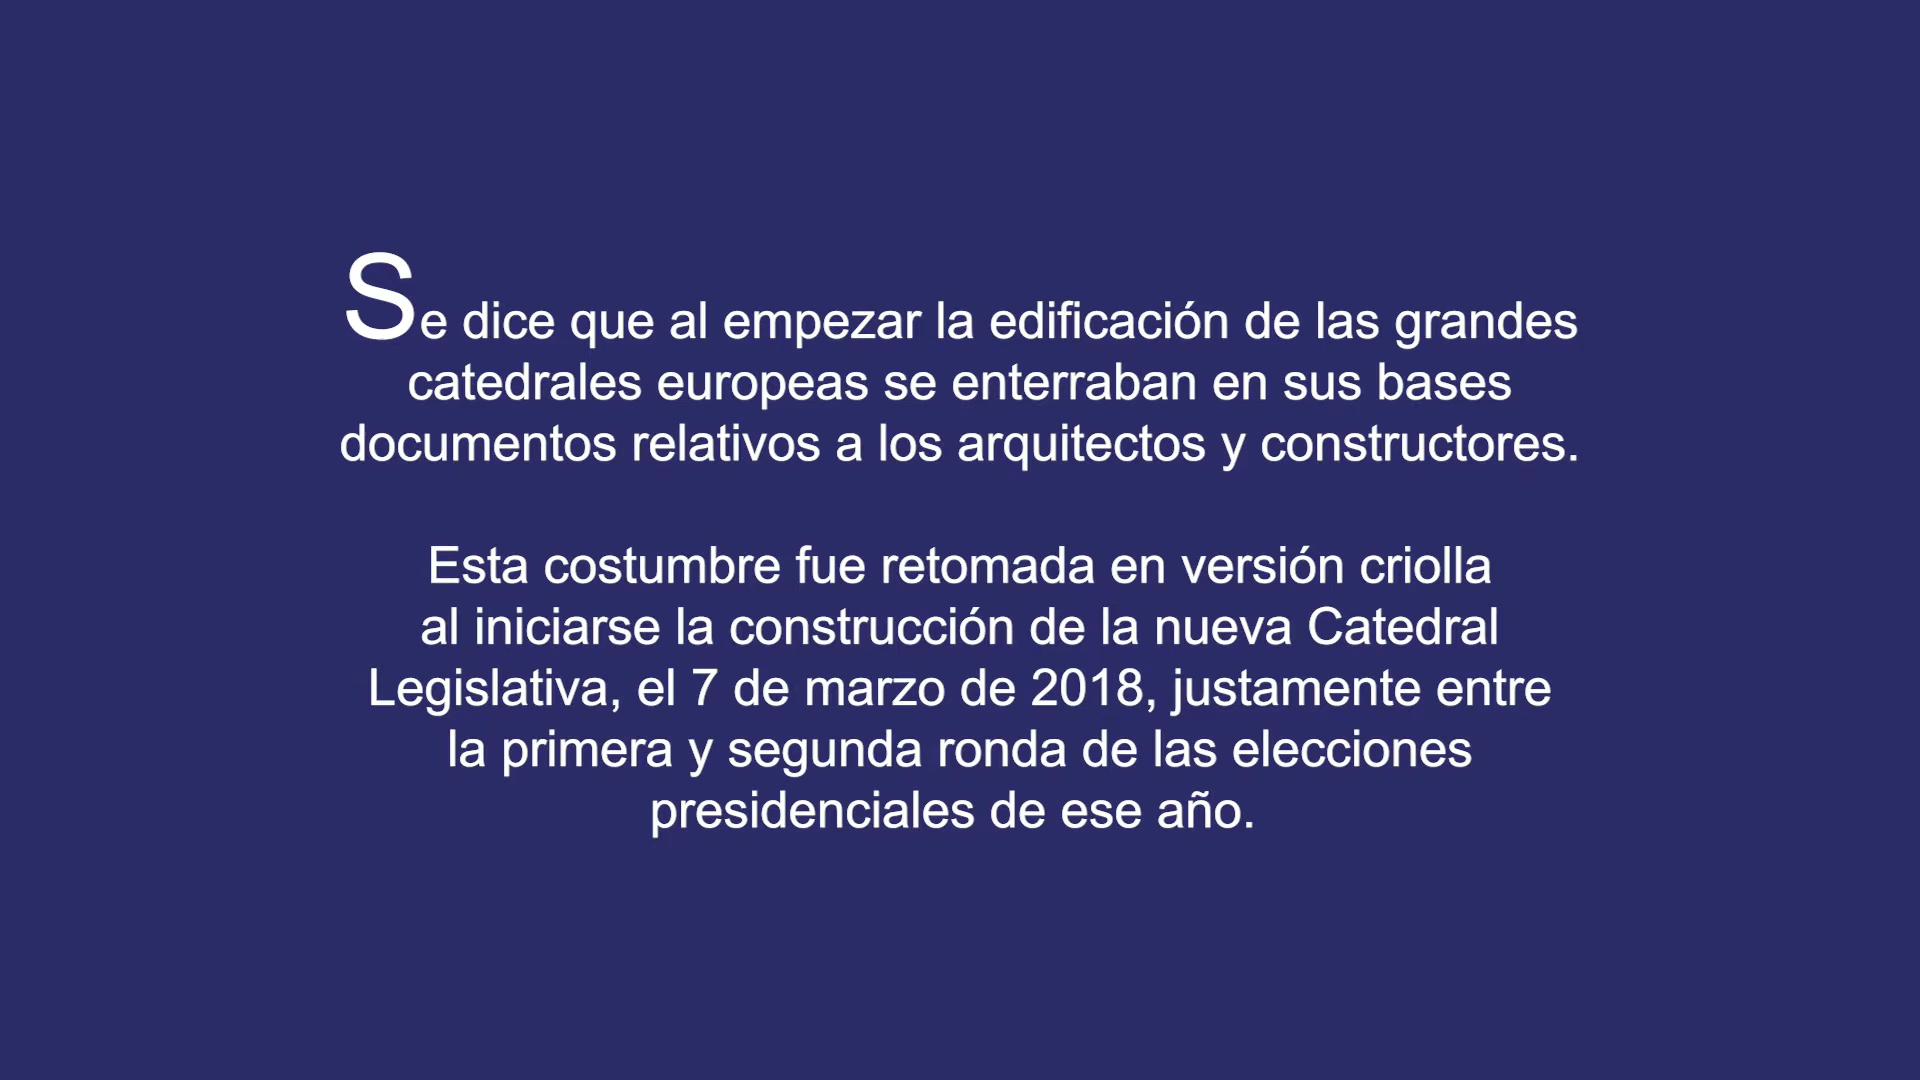 Se dice que al empezar la edificación de las grandes
catedrales europeas se enterraban en sus bases
documentos relativos a los arquitectos y constructores.
Esta costumbre fue retomada en versión criolla
al iniciarse la construcción de la nueva Catedral
Legislativa, el 7 de marzo de 2018, justamente entre
la primera y segunda ronda de las elecciones
presidenciales de ese año.